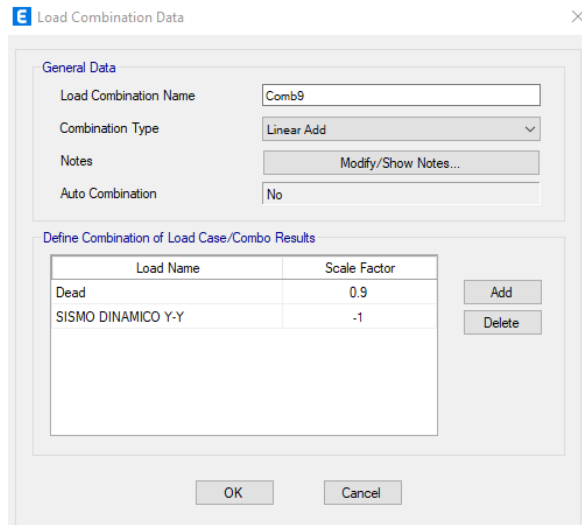 E Load Combination Data
General Data
Load Combination Name Comb9
Combination Type Linear Add
Notes Modify/Show Notes...
Auto Combination No
Define Combination of Load Case/Combo Results
Load Name Scale Factor
Dead 0.9 Add
SISMO DINAMICO Y-Y -1 Delete
OK Cancel